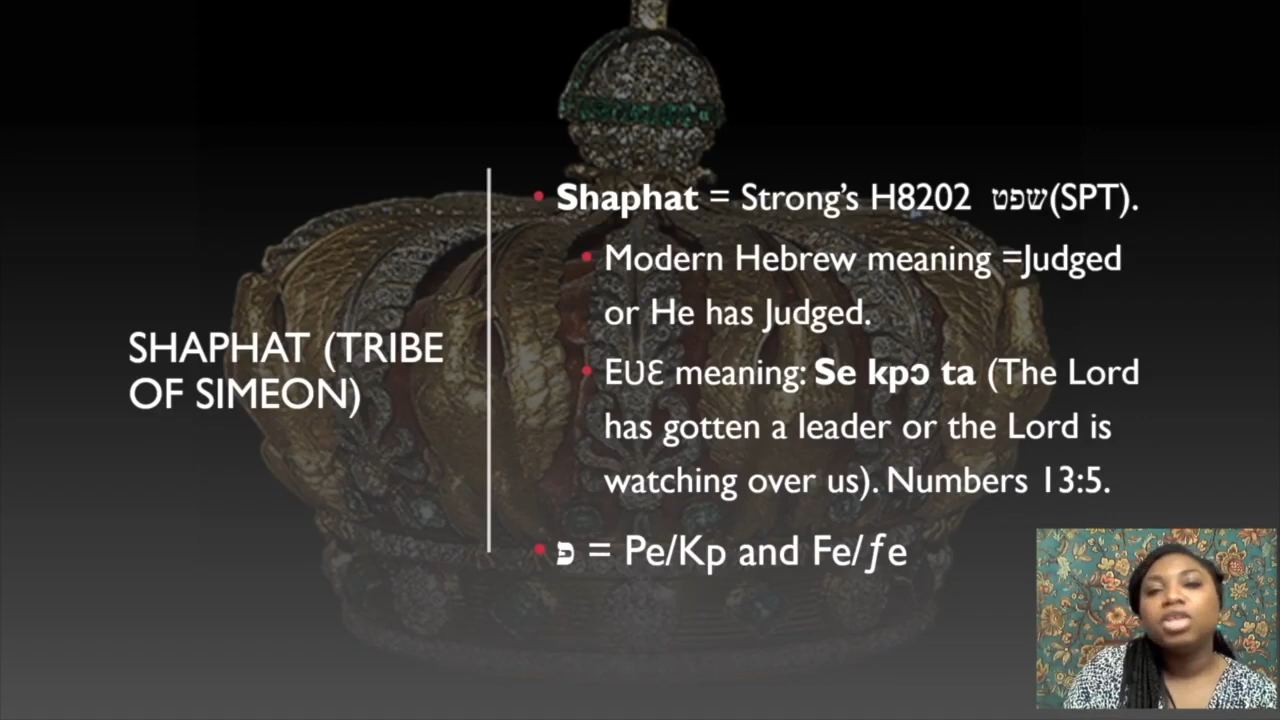 SHAPHAT (TRIBE
OF SIMEON)
• Shaphat = Strong’s H8202 שפט(SPT).
• Modern Hebrew meaning =Judged
or He has Judged.
• EƲƐ meaning: Se kpɔ ta (The Lord
has gotten a leader or the Lord is
watching over us). Numbers 13:5.
• פ = Pe/Kp and Fe/ƒe